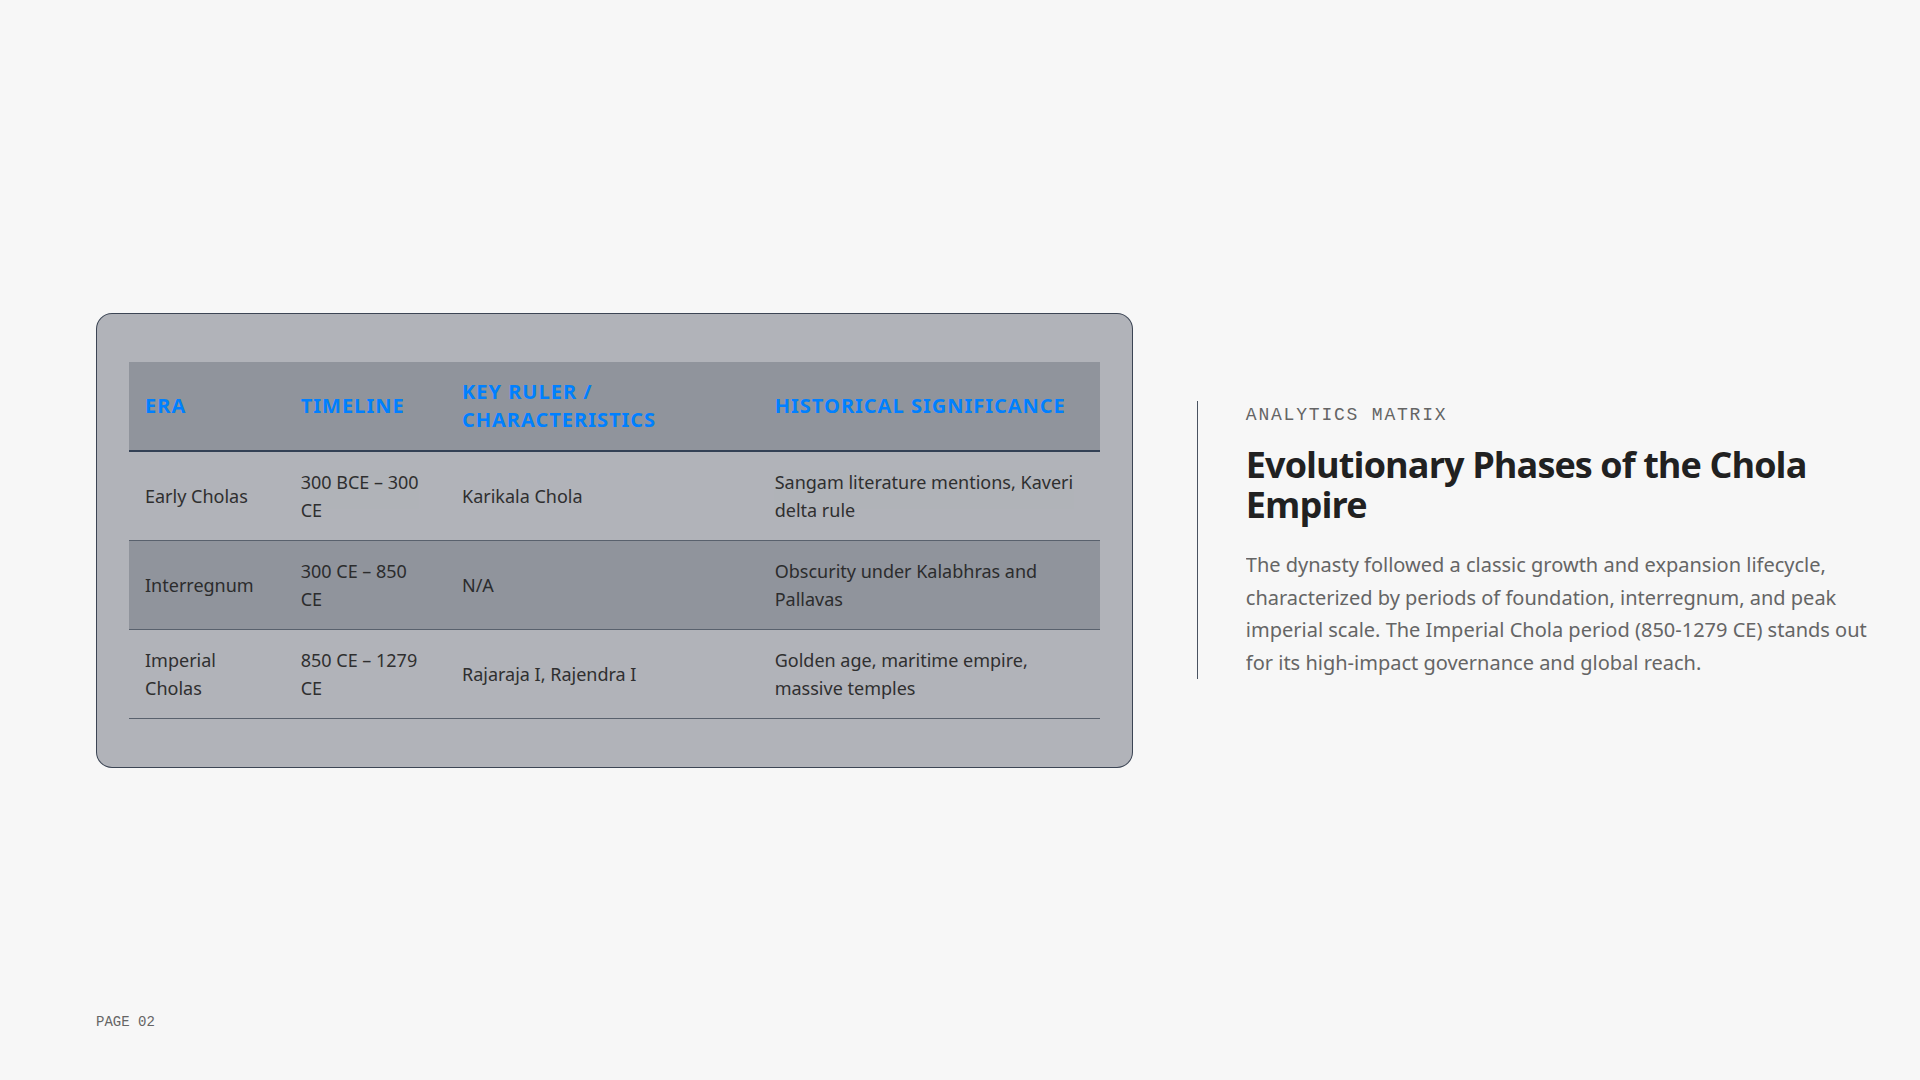 ERA
TIMELINE
KEY RULER /
CHARACTERISTICS
HISTORICAL SIGNIFICANCE
Early Cholas
300 BCE – 300
CE
Karikala Chola
Sangam literature mentions, Kaveri
delta rule
Interregnum
300 CE – 850
CE
N/A
Obscurity under Kalabhras and
Pallavas
Imperial
Cholas
850 CE – 1279
CE
Rajaraja I, Rajendra I
Golden age, maritime empire,
massive temples
ANALYTICS MATRIX
Evolutionary Phases of the Chola
Empire
The dynasty followed a classic growth and expansion lifecycle,
characterized by periods of foundation, interregnum, and peak
imperial scale. The Imperial Chola period (850-1279 CE) stands out
for its high-impact governance and global reach.
PAGE 02